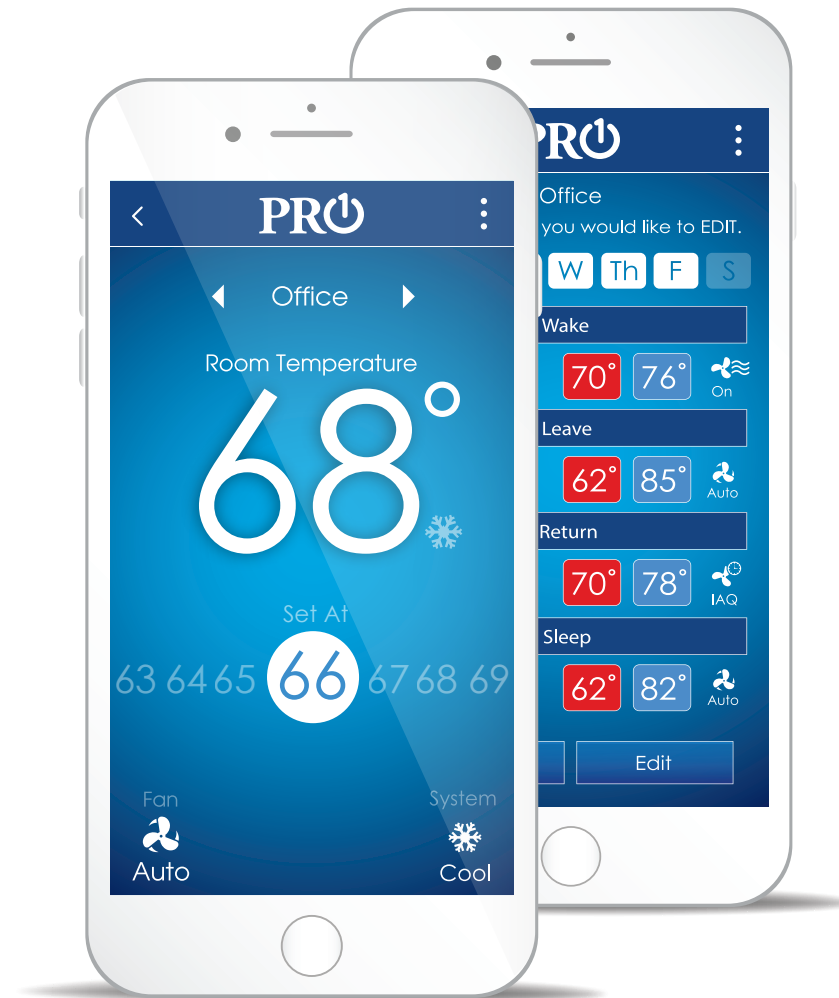 PRO1
Office
Room Temperature
68°
Set At
63 64 65 66 67 68 69
Fan
System
Auto
Cool
PRO1
Office
you would like to EDIT.
W Th F S
Wake
70° 76° On
Leave
62° 85° Auto
Return
70° 78° IAQ
Sleep
62° 82° Auto
Edit